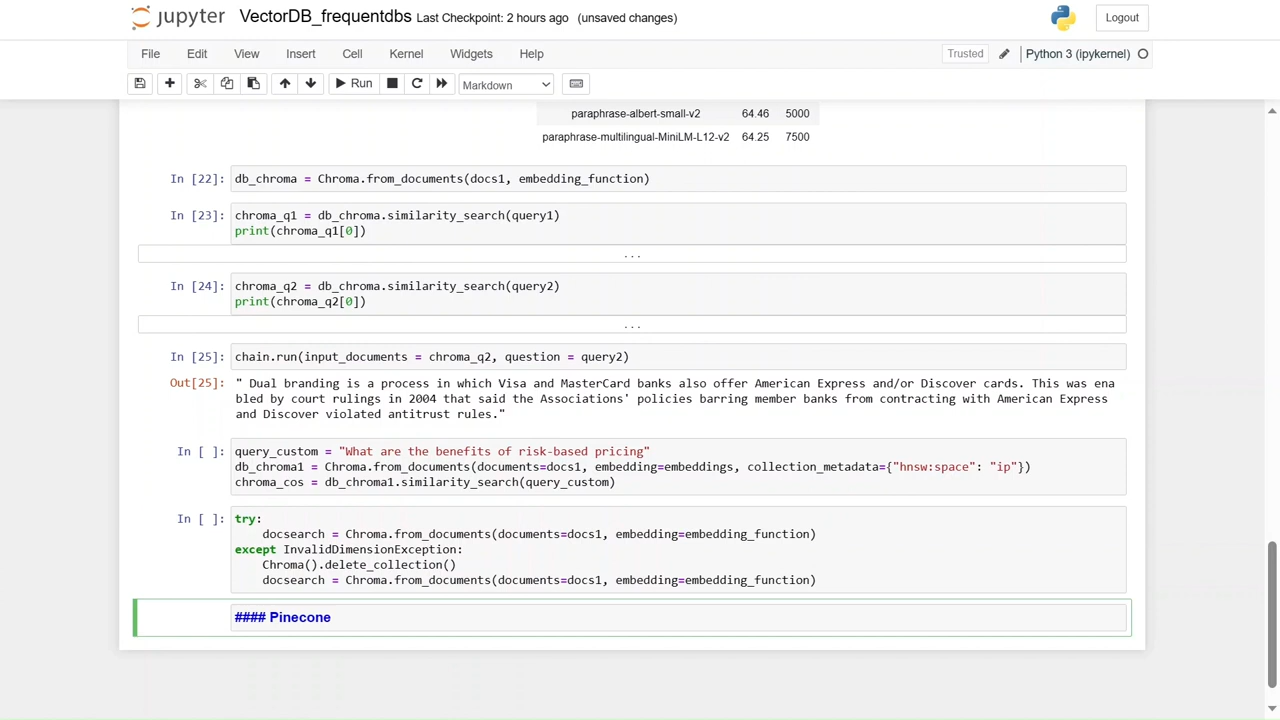 jupyter VectorDB_frequentdbs Last Checkpoint: 2 hours ago (unsaved changes) Logout
File Edit View Insert Cell Kernel Widgets Help Trusted Python 3 (ipykernel)
Run Markdown
paraphrase-albert-small-v2 64.46 5000
paraphrase-multilingual-MiniLM-L12-v2 64.25 7500
In [22]: db_chroma = Chroma.from_documents(docs1, embedding_function)
In [23]: chroma_q1 = db_chroma.similarity_search(query1)
print(chroma_q1[0])
...
In [24]: chroma_q2 = db_chroma.similarity_search(query2)
print(chroma_q2[0])
...
In [25]: chain.run(input_documents = chroma_q2, question = query2)
Out[25]: " Dual branding is a process in which Visa and MasterCard banks also offer American Express and/or Discover cards. This was ena
bled by court rulings in 2004 that said the Associations' policies barring member banks from contracting with American Express
and Discover violated antitrust rules."
In [ ]: query_custom = "What are the benefits of risk-based pricing"
db_chroma1 = Chroma.from_documents(documents=docs1, embedding=embeddings, collection_metadata={"hnsw:space": "ip"})
chroma_cos = db_chroma1.similarity_search(query_custom)
In [ ]: try:
docsearch = Chroma.from_documents(documents=docs1, embedding=embedding_function)
except InvalidDimensionException:
Chroma().delete_collection()
docsearch = Chroma.from_documents(documents=docs1, embedding=embedding_function)
#### Pinecone